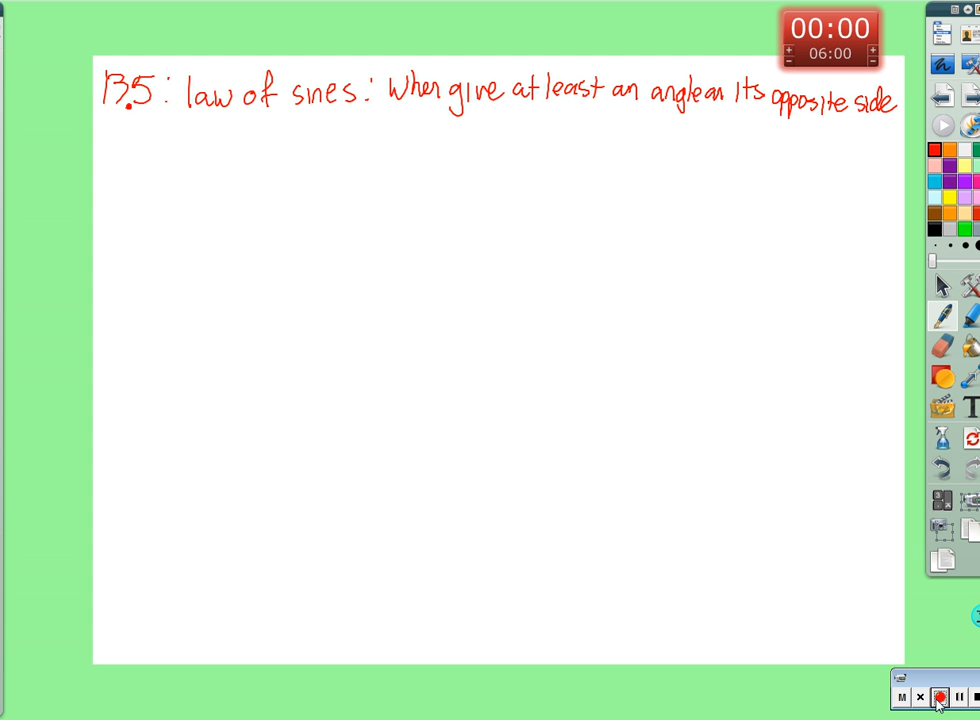 00:00
06:00
13.5: law of sines: When give at least an angle an its opposite side
M
T